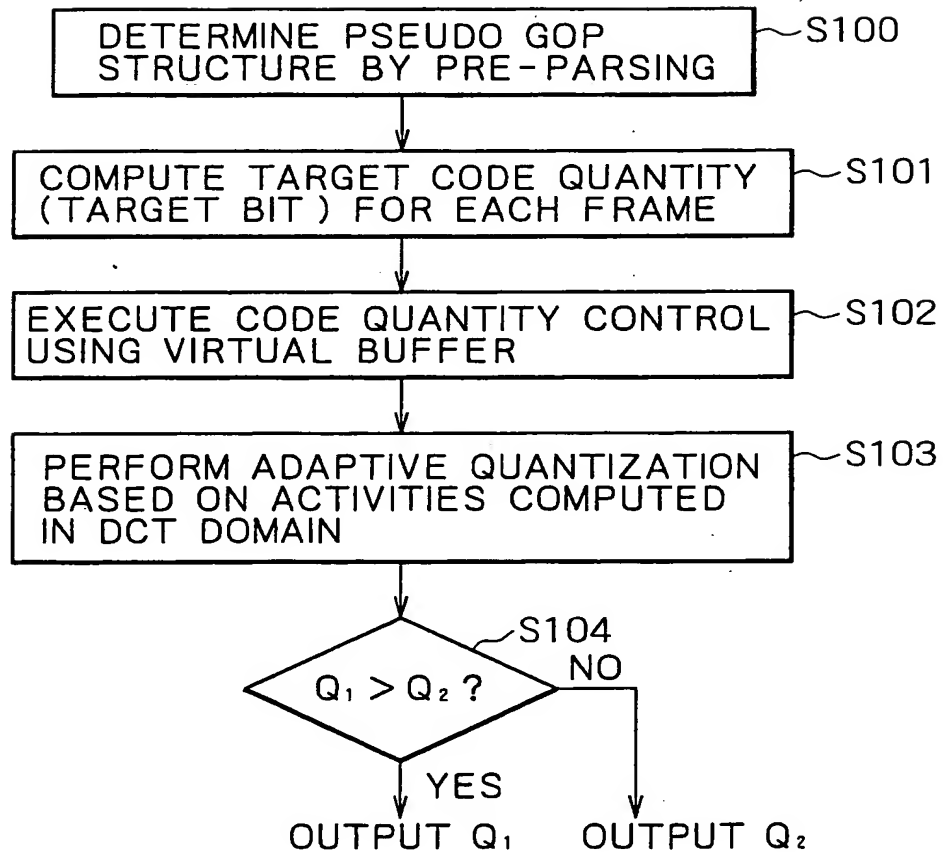 DETERMINE PSEUDO GOP
STRUCTURE BY PRE-PARSING
S100
COMPUTE TARGET CODE QUANTITY
(TARGET BIT) FOR EACH FRAME
S101
EXECUTE CODE QUANTITY CONTROL
USING VIRTUAL BUFFER
S102
PERFORM ADAPTIVE QUANTIZATION
BASED ON ACTIVITIES COMPUTED
IN DCT DOMAIN
S103
S104
Q₁ > Q₂ ?
NO
YES
OUTPUT Q₁
OUTPUT Q₂